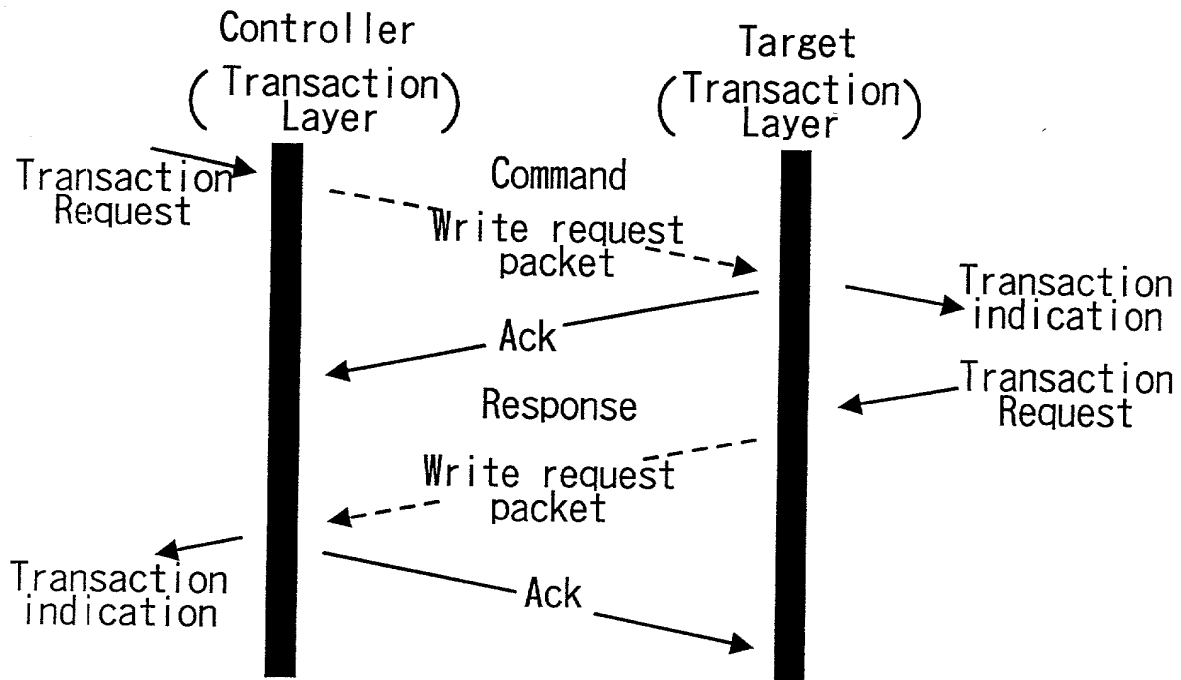 Controller
(Transaction
Layer)
Target
(Transaction
Layer)
Transaction
Request
Command
Write request
packet
Transaction
indication
Ack
Transaction
Request
Response
Write request
packet
Transaction
indication
Ack